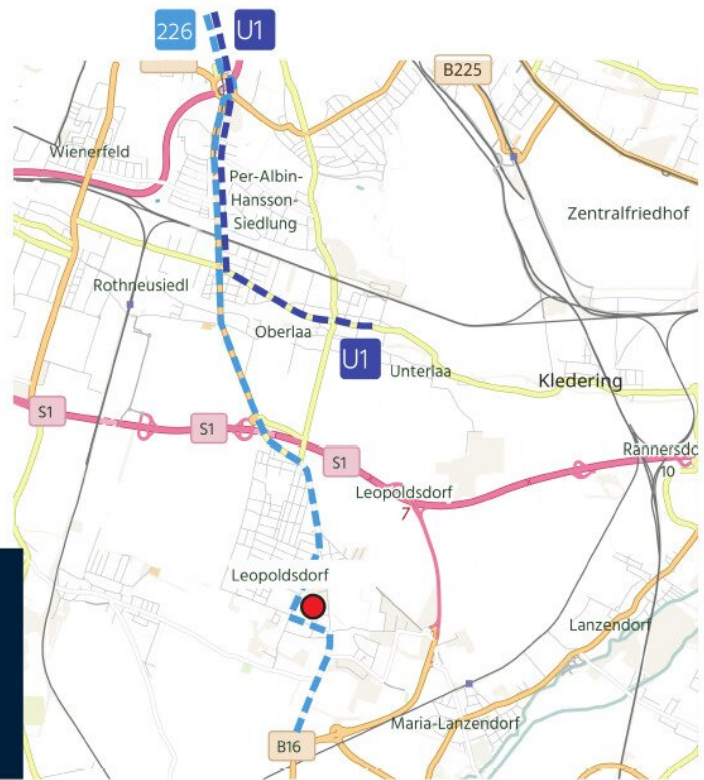 226
U1
B225
Wienerfeld
Per-Albin-
Hansson-
Siedlung
Zentralfriedhof
Rothneusiedl
Oberlaa
U1
Unterlaa
Kledering
S1
S1
S1
Rannersdo
10
Leopoldsdorf
7
Leopoldsdorf
Lanzendorf
Maria-Lanzendorf
B16